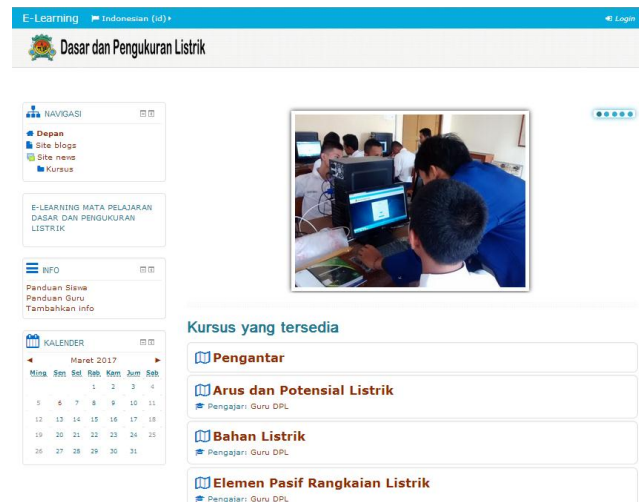 E-Learning Indonesian (id) Login
Dasar dan Pengukuran Listrik
NAVIGASI
Depan
Site blogs
Site news
Kursus
E-LEARNING MATA PELAJARAN
DASAR DAN PENGUKURAN
LISTRIK
INFO
Panduan Siswa
Panduan Guru
Tambahkan info
KALENDER
◄ Maret 2017 ►
Ming Sen Sel Rab Kam Jum Sab
1 2 3 4
5 6 7 8 9 10 11
12 13 14 15 16 17 18
19 20 21 22 23 24 25
26 27 28 29 30 31
Kursus yang tersedia
Pengantar
Arus dan Potensial Listrik
Pengajar: Guru DPL
Bahan Listrik
Pengajar: Guru DPL
Elemen Pasif Rangkaian Listrik
Pengajar: Guru DPL